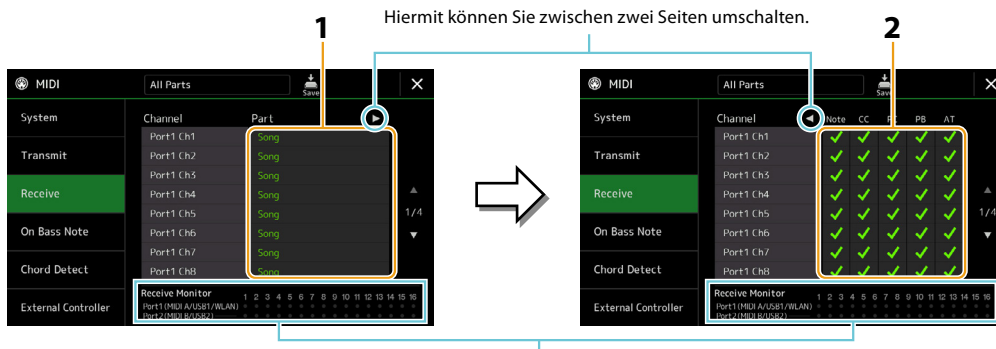 Hiermit können Sie zwischen zwei Seiten umschalten.
1
2
MIDI
All Parts
Save
System
Transmit
Receive
On Bass Note
Chord Detect
External Controller
Channel Part
Port1 Ch1 Song
Port1 Ch2 Song
Port1 Ch3 Song
Port1 Ch4 Song
Port1 Ch5 Song
Port1 Ch6 Song
Port1 Ch7 Song
Port1 Ch8 Song
1/4
Receive Monitor 1 2 3 4 5 6 7 8 9 10 11 12 13 14 15 16
Port1(MIDI A/USB1/WLAN)
Port2(MIDI B/USB2)
MIDI
All Parts
Save
System
Transmit
Receive
On Bass Note
Chord Detect
External Controller
Channel Note CC PC PB AT
Port1 Ch1
Port1 Ch2
Port1 Ch3
Port1 Ch4
Port1 Ch5
Port1 Ch6
Port1 Ch7
Port1 Ch8
1/4
Receive Monitor 1 2 3 4 5 6 7 8 9 10 11 12 13 14 15 16
Port1(MIDI A/USB1/WLAN)
Port2(MIDI B/USB2)